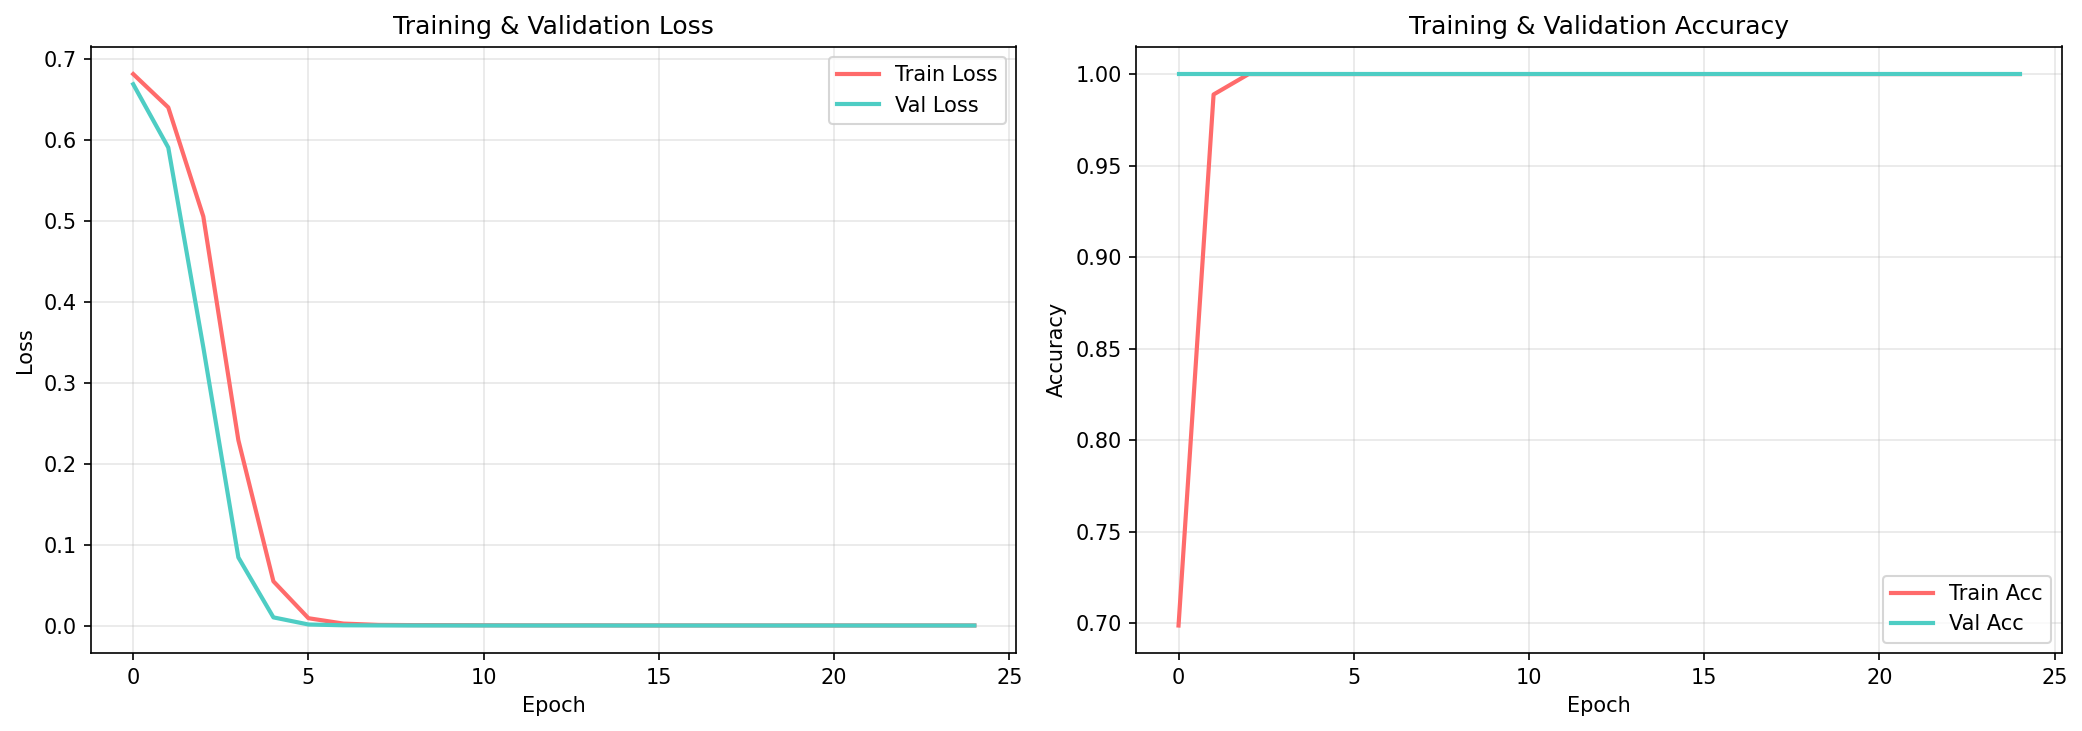 Training & Validation Loss
0.7
0.6
0.5
0.4
0.3
0.2
0.1
0.0
Loss
Train Loss
Val Loss
0
5
10
15
20
25
Epoch
Training & Validation Accuracy
1.00
0.95
0.90
0.85
0.80
0.75
0.70
Accuracy
Train Acc
Val Acc
0
5
10
15
20
25
Epoch